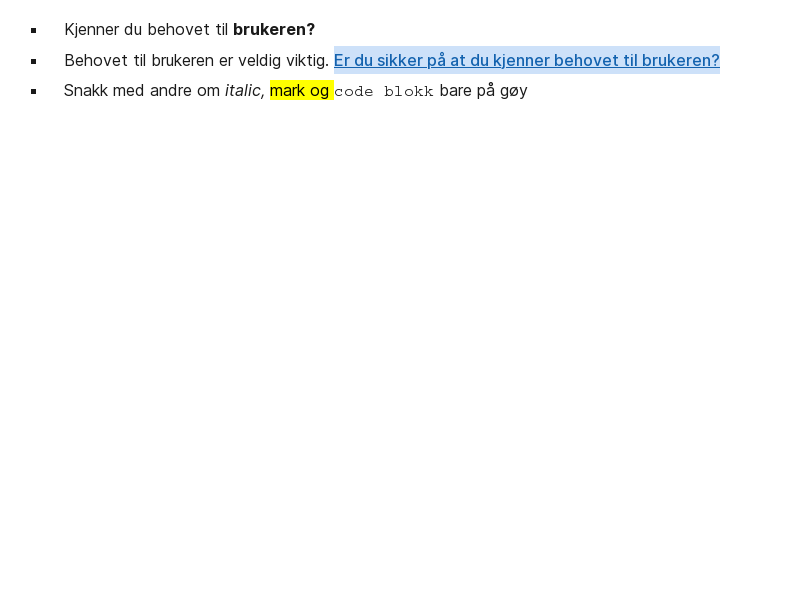 Kjenner du behovet til brukeren?
Behovet til brukeren er veldig viktig. Er du sikker på at du kjenner behovet til brukeren?
Snakk med andre om italic, mark og code blokk bare på gøy